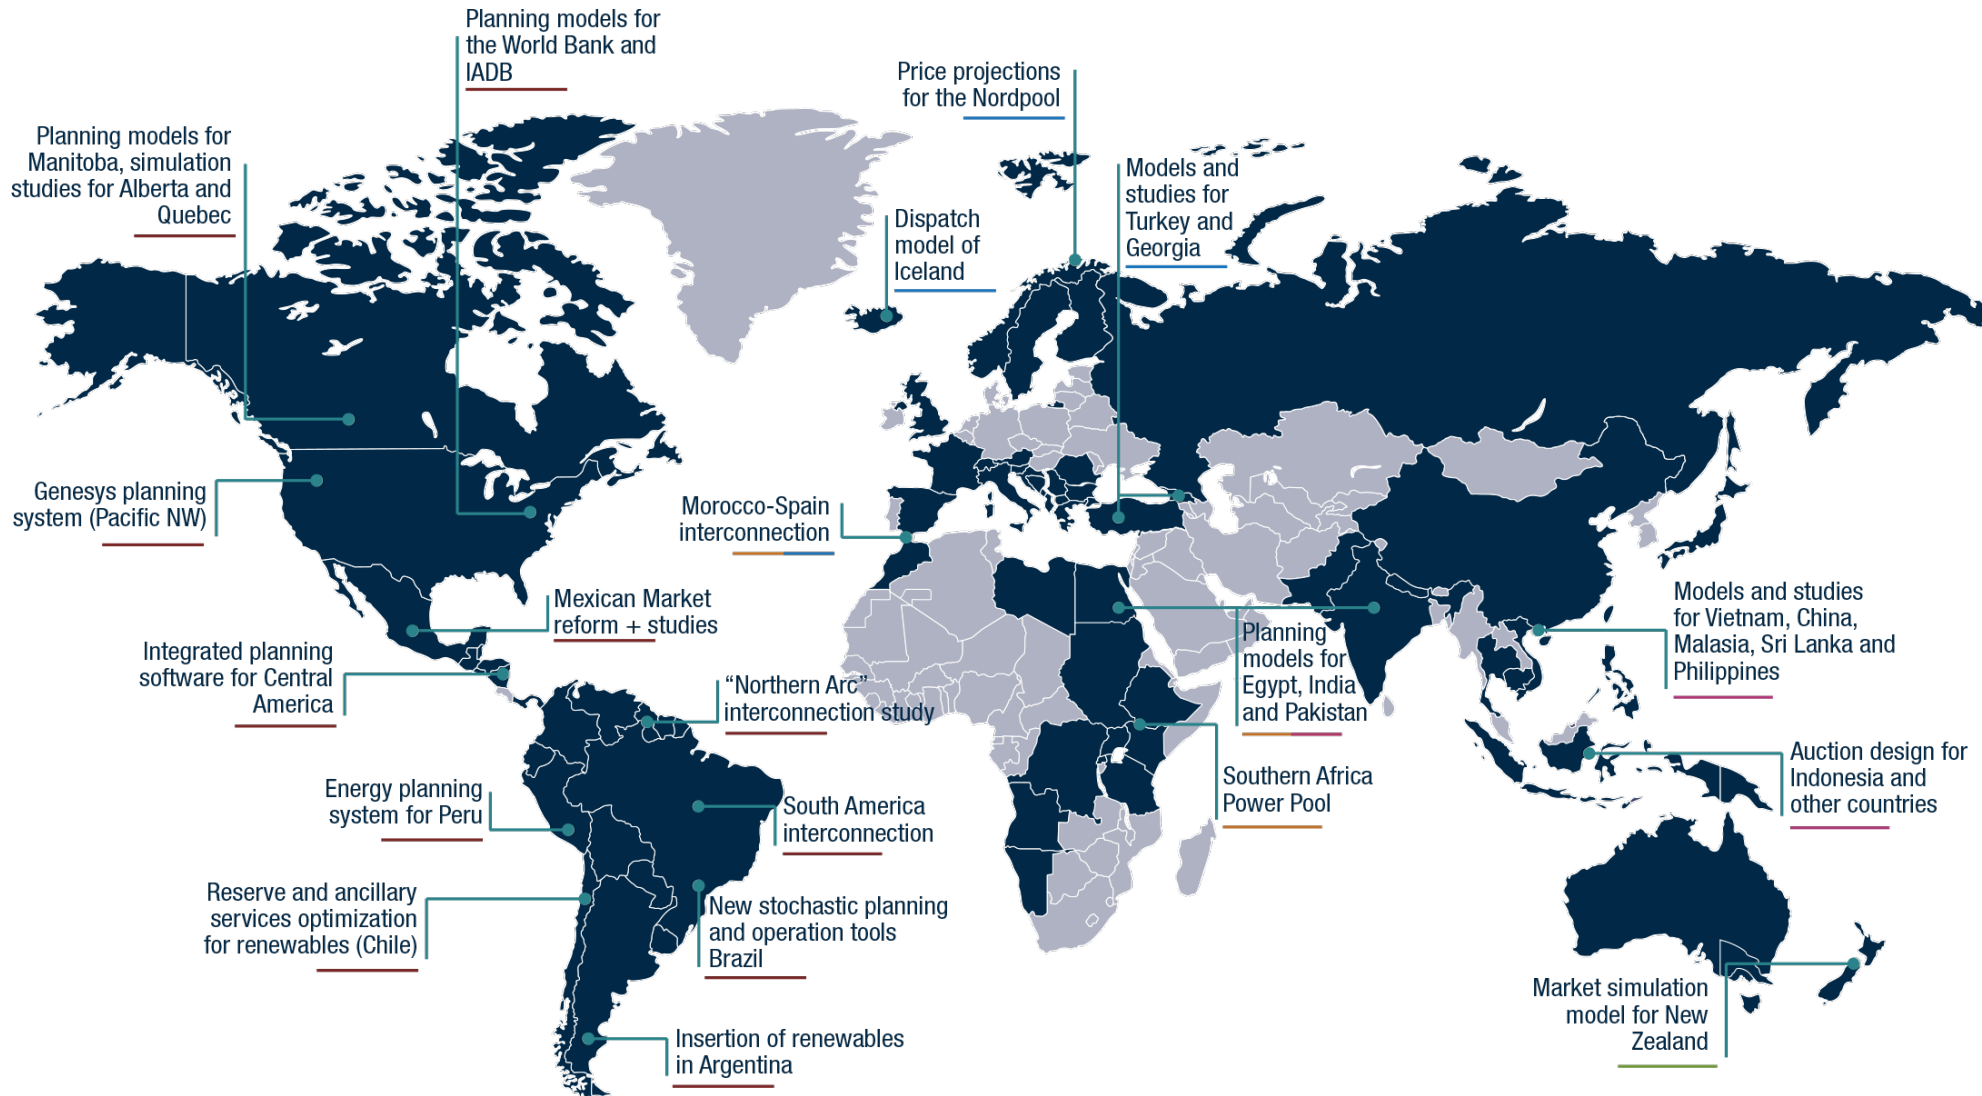 Planning models for
the World Bank and
IADB
Price projections
for the Nordpool
Planning models for
Manitoba, simulation
studies for Alberta and
Quebec
Models and
studies for
Turkey and
Georgia
Dispatch
model of
Iceland
Genesys planning
system (Pacific NW)
Morocco-Spain
interconnection
Mexican Market
reform + studies
Models and studies
for Vietnam, China,
Malasia, Sri Lanka and
Philippines
Integrated planning
software for Central
America
Planning
models for
Egypt, India
and Pakistan
“Northern Arc”
interconnection study
Auction design for
Indonesia and
other countries
Southern Africa
Power Pool
Energy planning
system for Peru
South America
interconnection
Reserve and ancillary
services optimization
for renewables (Chile)
New stochastic planning
and operation tools
Brazil
Market simulation
model for New
Zealand
Insertion of renewables
in Argentina